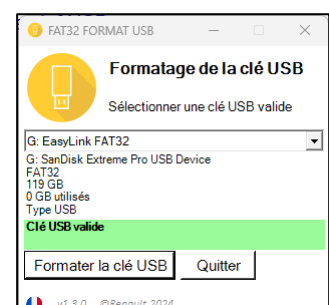 FAT32 FORMAT USB
Formatage de la clé USB
Sélectionner une clé USB valide
G: EasyLink FAT32
G: SanDisk Extreme Pro USB Device
FAT32
119 GB
0 GB utilisés
Type USB
Clé USB valide
Formater la clé USB Quitter
v1.3.0 @Renault 2024